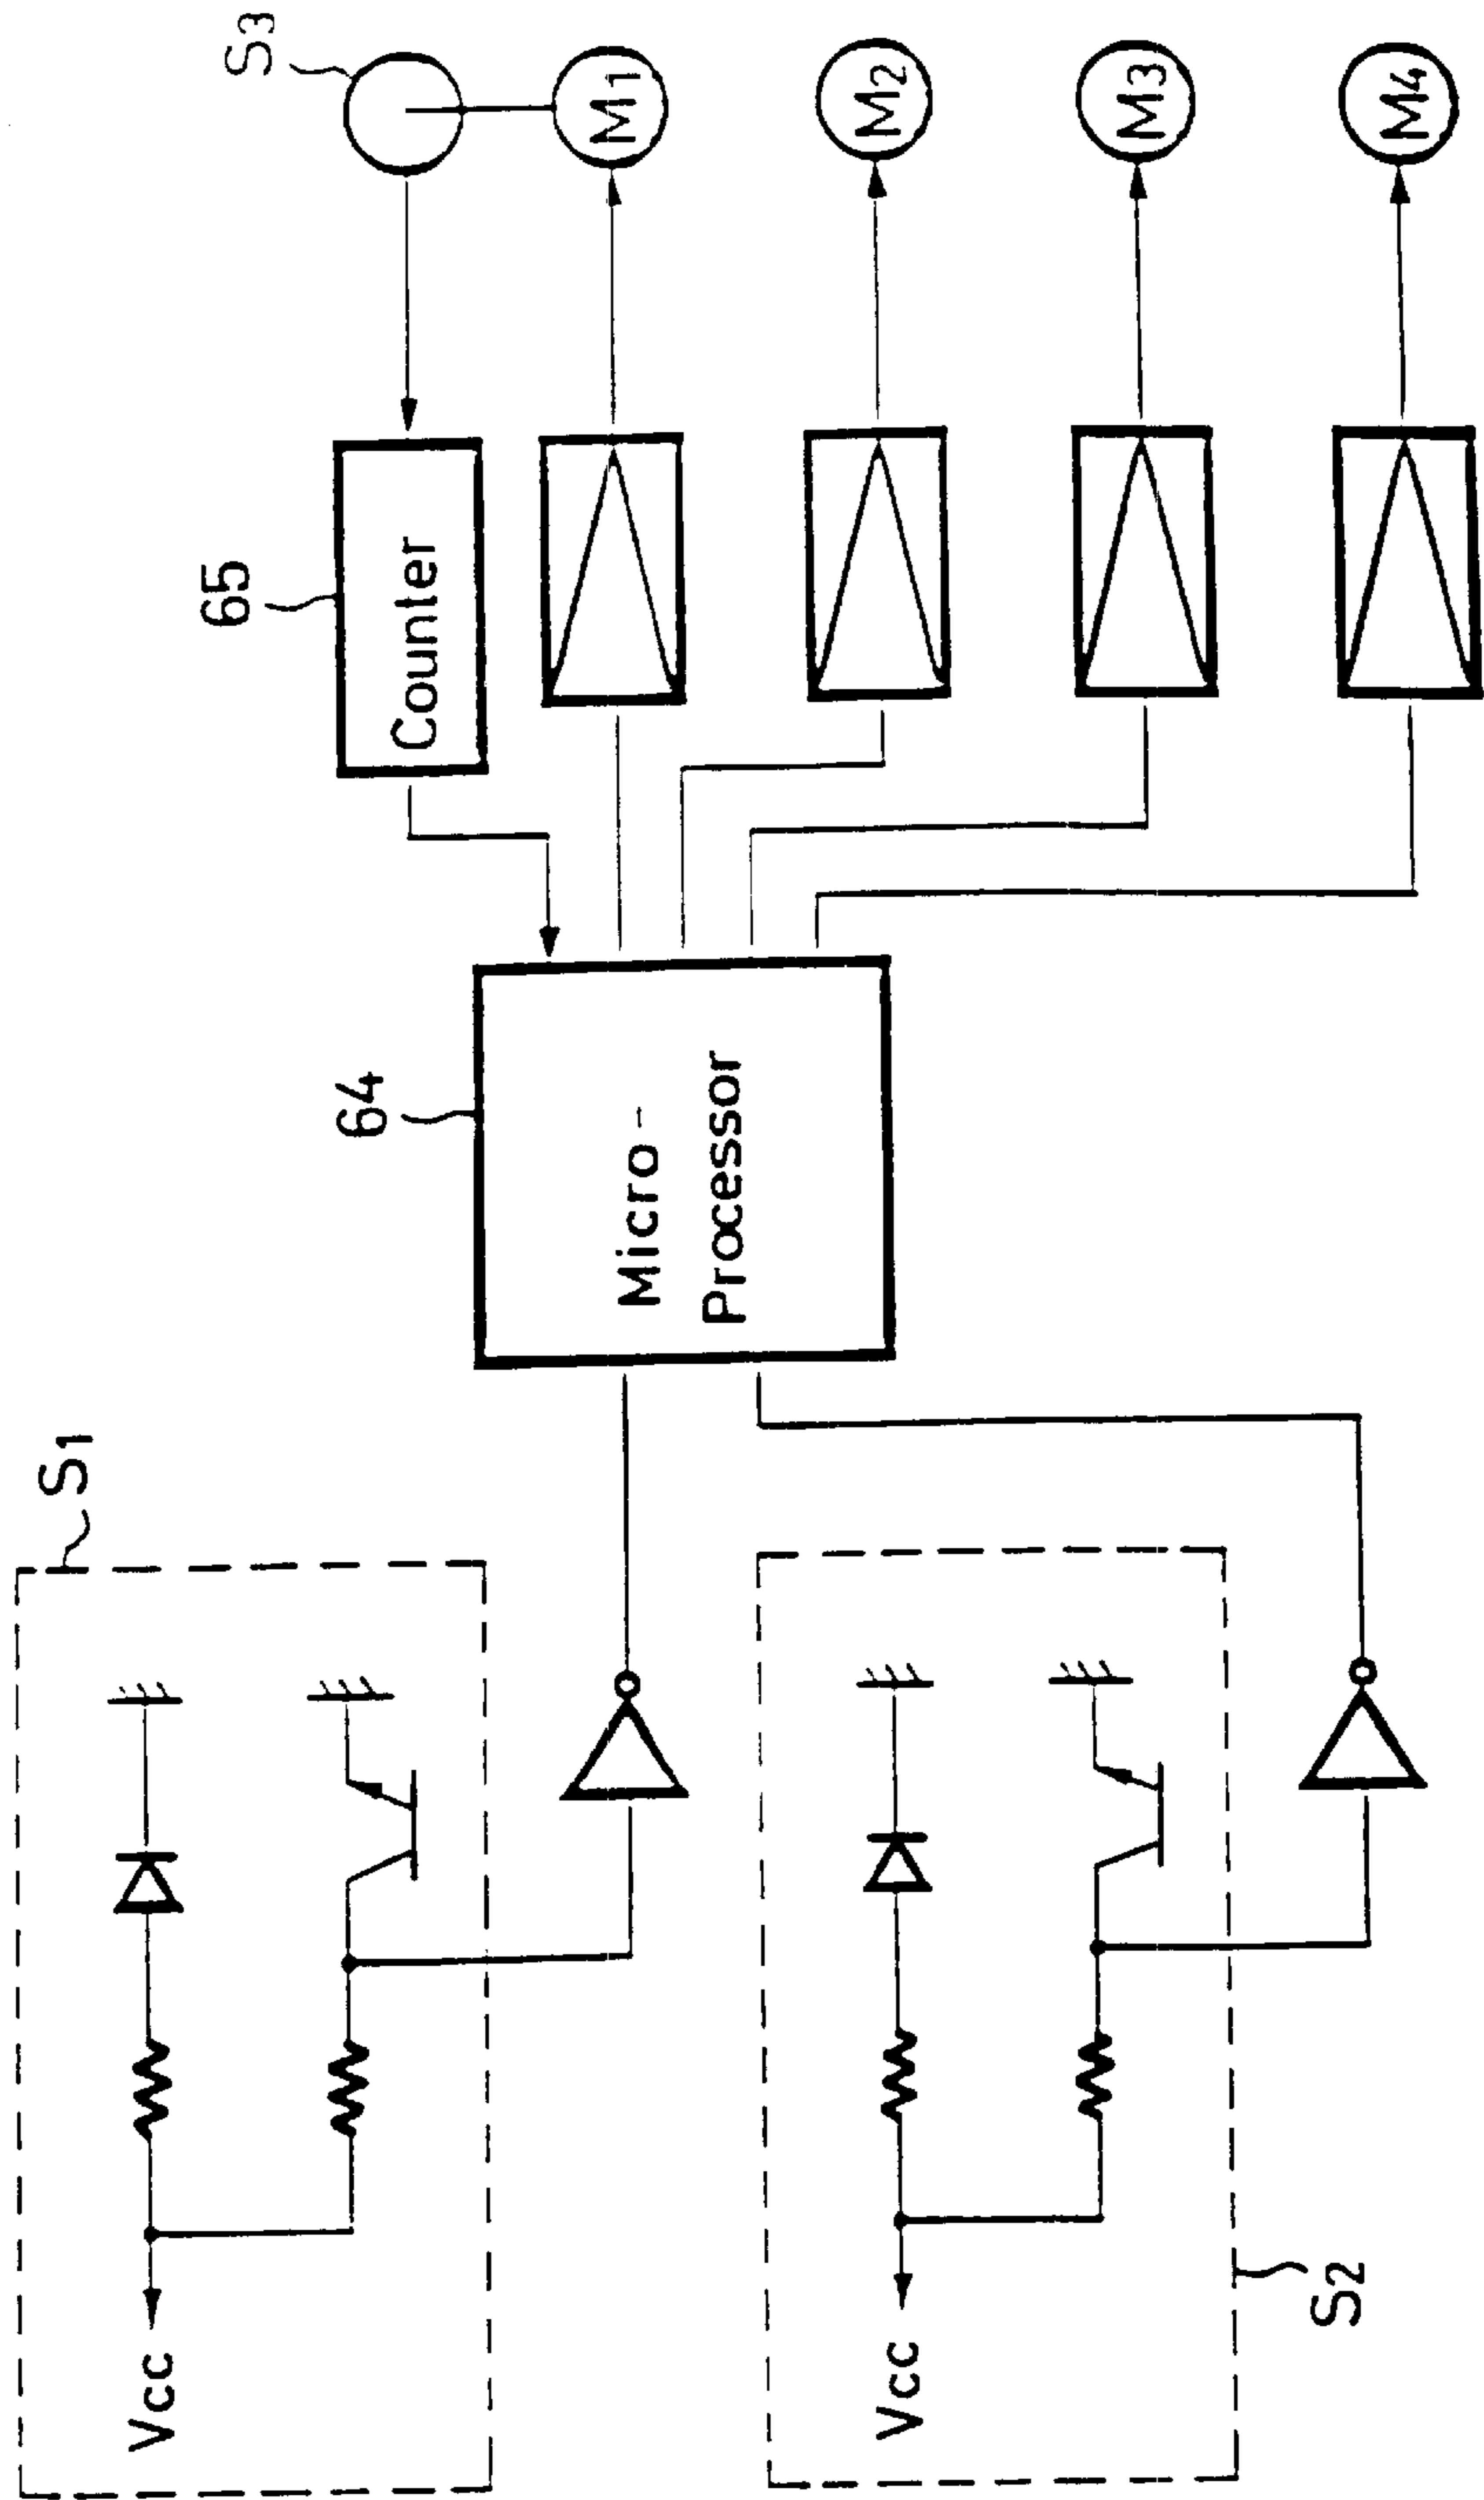 S1
Vcc
Vcc
S2
64
Micro-
Processor
65
Counter
S3
M1
M2
M3
M4